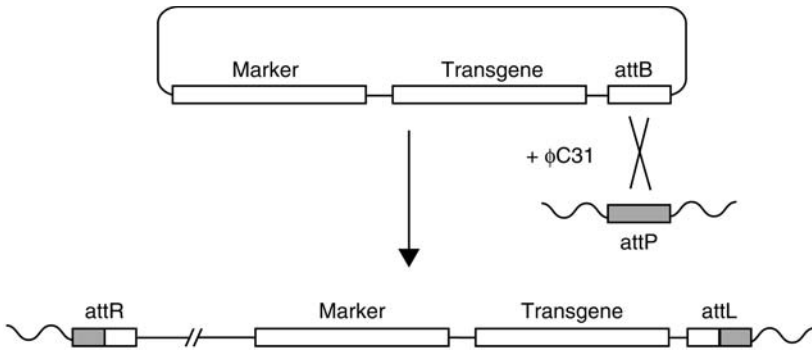 Marker Transgene attB
+ ϕC31
attP
attR Marker Transgene attL